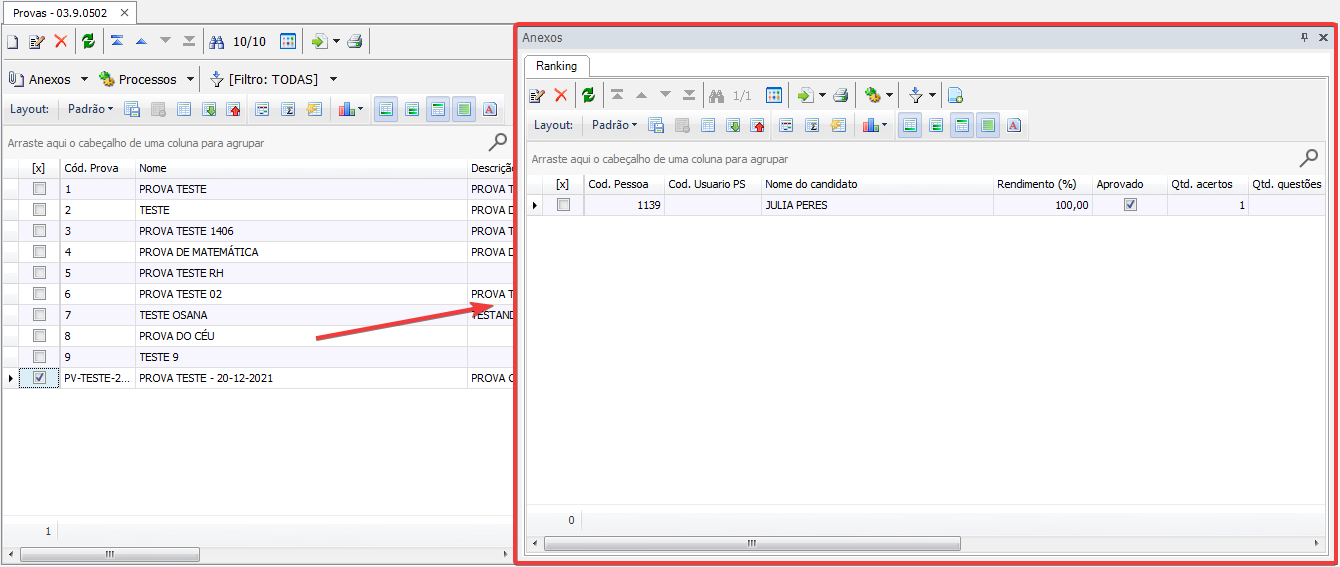 Provas - 03.9.0502
10/10
Anexos Processos [Filtro: TODAS]
Layout: Padrão
Arraste aqui o cabeçalho de uma coluna para agrupar
[x] Cód. Prova Nome Descrição
1 PROVA TESTE PROVA T
2 TESTE PROVA D
3 PROVA TESTE 1406 PROVA T
4 PROVA DE MATEMÁTICA PROVA D
5 PROVA TESTE RH
6 PROVA TESTE 02 PROVA T
7 TESTE OSANA TESTAND
8 PROVA DO CÉU
9 TESTE 9
PV-TESTE-2... PROVA TESTE - 20-12-2021 PROVA C
1
Anexos
Ranking
1/1
Layout: Padrão
Arraste aqui o cabeçalho de uma coluna para agrupar
[x] Cod. Pessoa Cod. Usuario PS Nome do candidato Rendimento (%) Aprovado Qtd. acertos Qtd. questões
1139 JULIA PERES 100,00 1
0